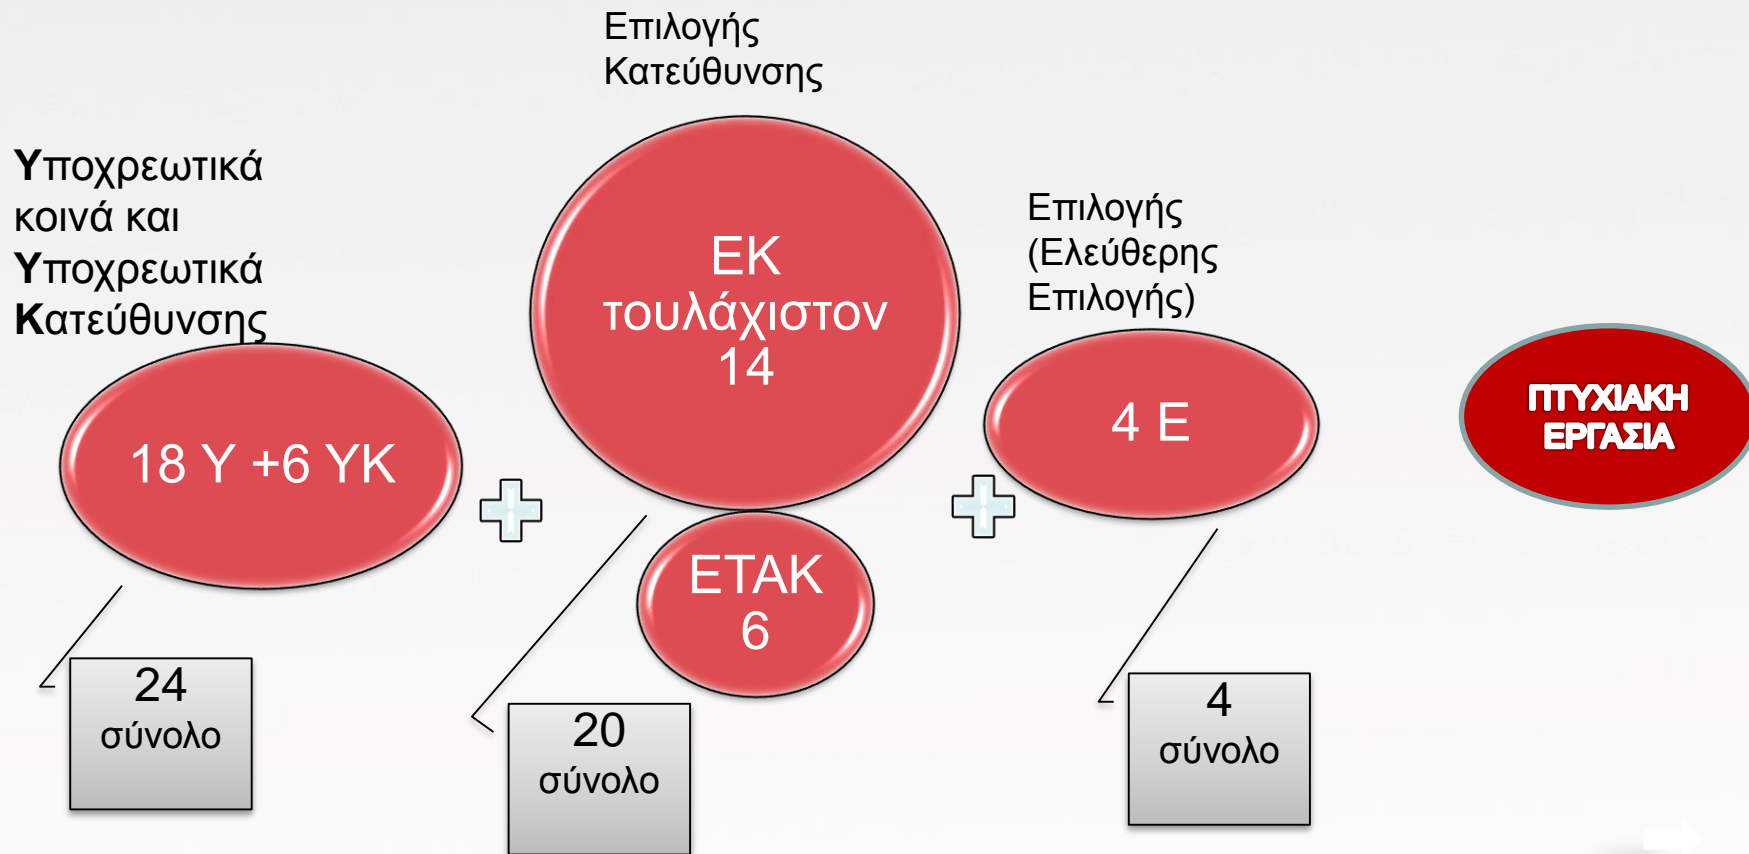 Επιλογής
Κατεύθυνσης
Υποχρεωτικά
κοινά και
Υποχρεωτικά
Κατεύθυνσης
Επιλογής
(Ελεύθερης
Επιλογής)
ΕΚ
τουλάχιστον
14
18 Υ +6 ΥΚ
4 Ε
ΠΤΥΧΙΑΚΗ
ΕΡΓΑΣΙΑ
ΕΤΑΚ
6
24
σύνολο
20
σύνολο
4
σύνολο